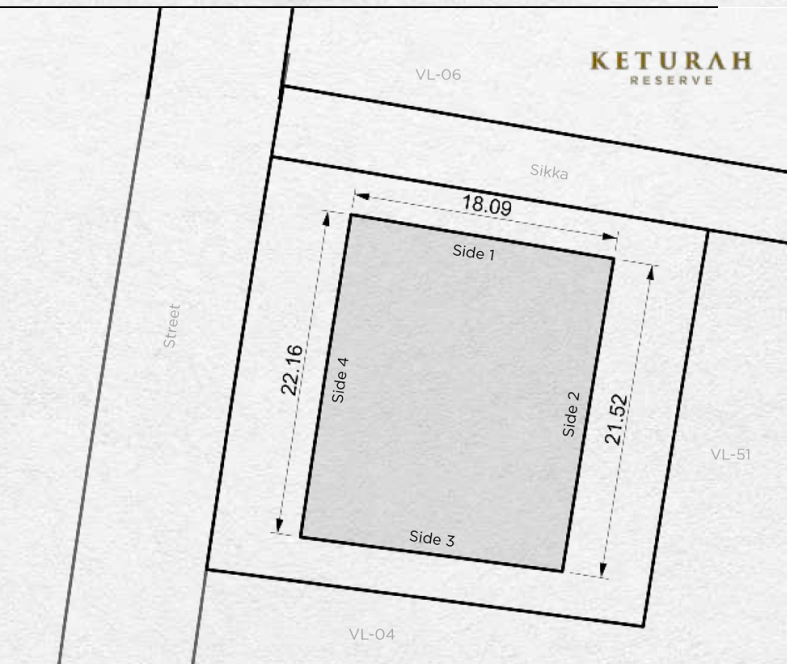 KETURAH
RESERVE
VL-06
Sikka
18.09
Side 1
Street
22.16
Side 4
Side 2
21.52
VL-51
Side 3
VL-04